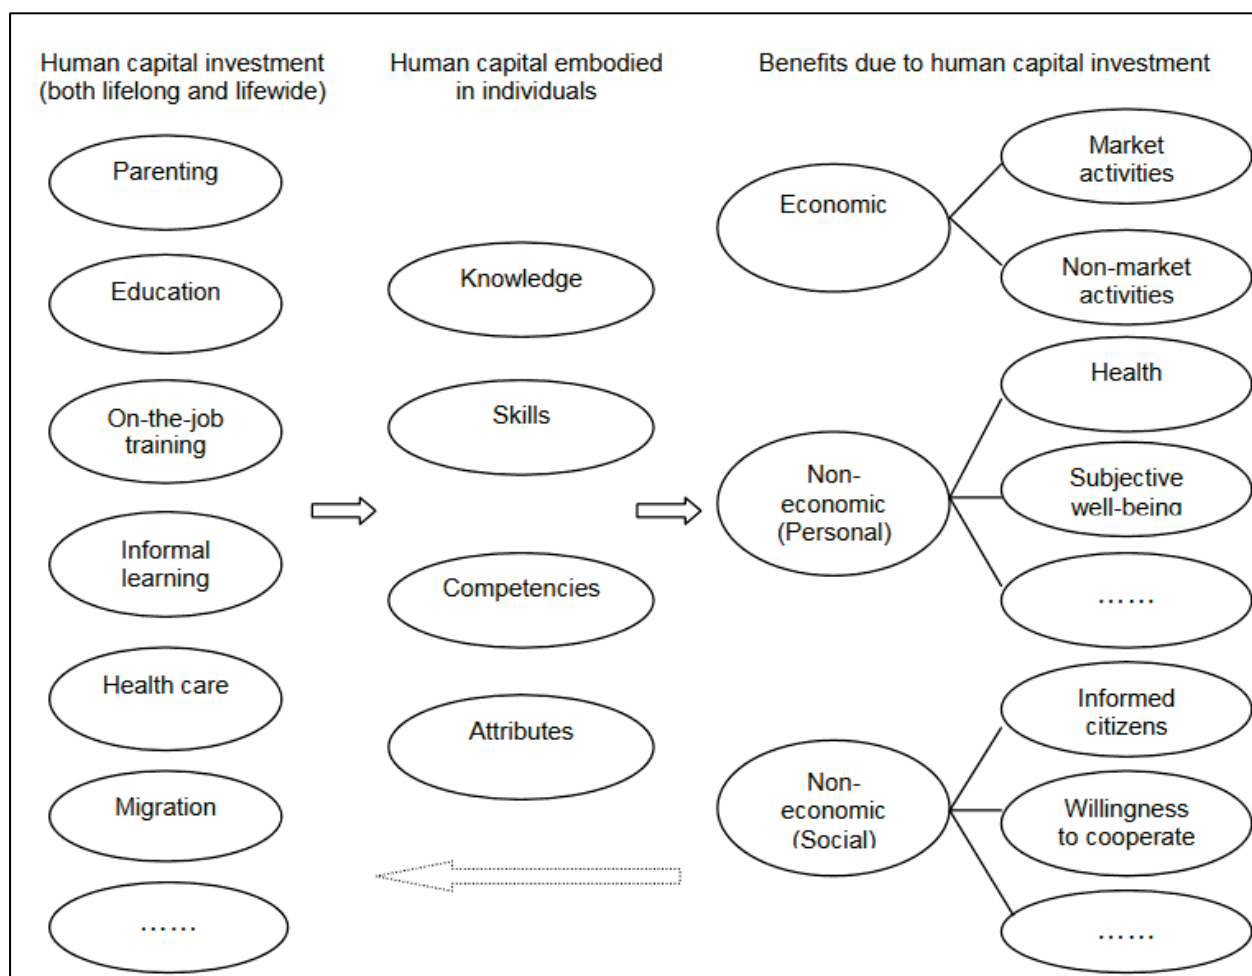 Human capital investment
(both lifelong and lifewide)
Parenting
Education
On-the-job
training
Informal
learning
Health care
Migration
……
Human capital embodied
in individuals
Knowledge
Skills
Competencies
Attributes
Benefits due to human capital investment
Economic
Market
activities
Non-market
activities
Non-
economic
(Personal)
Health
Subjective
well-being
……
Non-
economic
(Social)
Informed
citizens
Willingness
to cooperate
……